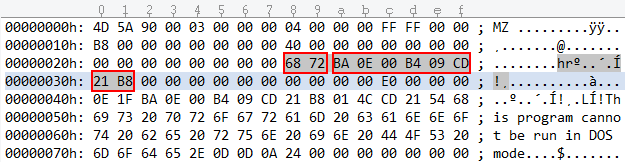 0 1 2 3 4 5 6 7 8 9 a b c d e f
00000000h: 4D 5A 90 00 03 00 00 00 04 00 00 00 FF FF 00 00 ; MZ .........ÿÿ..
00000010h: B8 00 00 00 00 00 00 00 40 00 00 00 00 00 00 00 ; ¸.......@.......
00000020h: 00 00 00 00 00 00 00 00 68 72 BA 0E 00 B4 09 CD ; ........hrº..´.Í
00000030h: 21 B8 00 00 00 00 00 00 00 00 00 00 E0 00 00 00 ; !¸..........à...
00000040h: 0E 1F BA 0E 00 B4 09 CD 21 B8 01 4C CD 21 54 68 ; ..º..´.Í!¸.LÍ!Th
00000050h: 69 73 20 70 72 6F 67 72 61 6D 20 63 61 6E 6E 6F ; is program canno
00000060h: 74 20 62 65 20 72 75 6E 20 69 6E 20 44 4F 53 20 ; t be run in DOS
00000070h: 6D 6F 64 65 2E 0D 0D 0A 24 00 00 00 00 00 00 00 ; mode....$.......